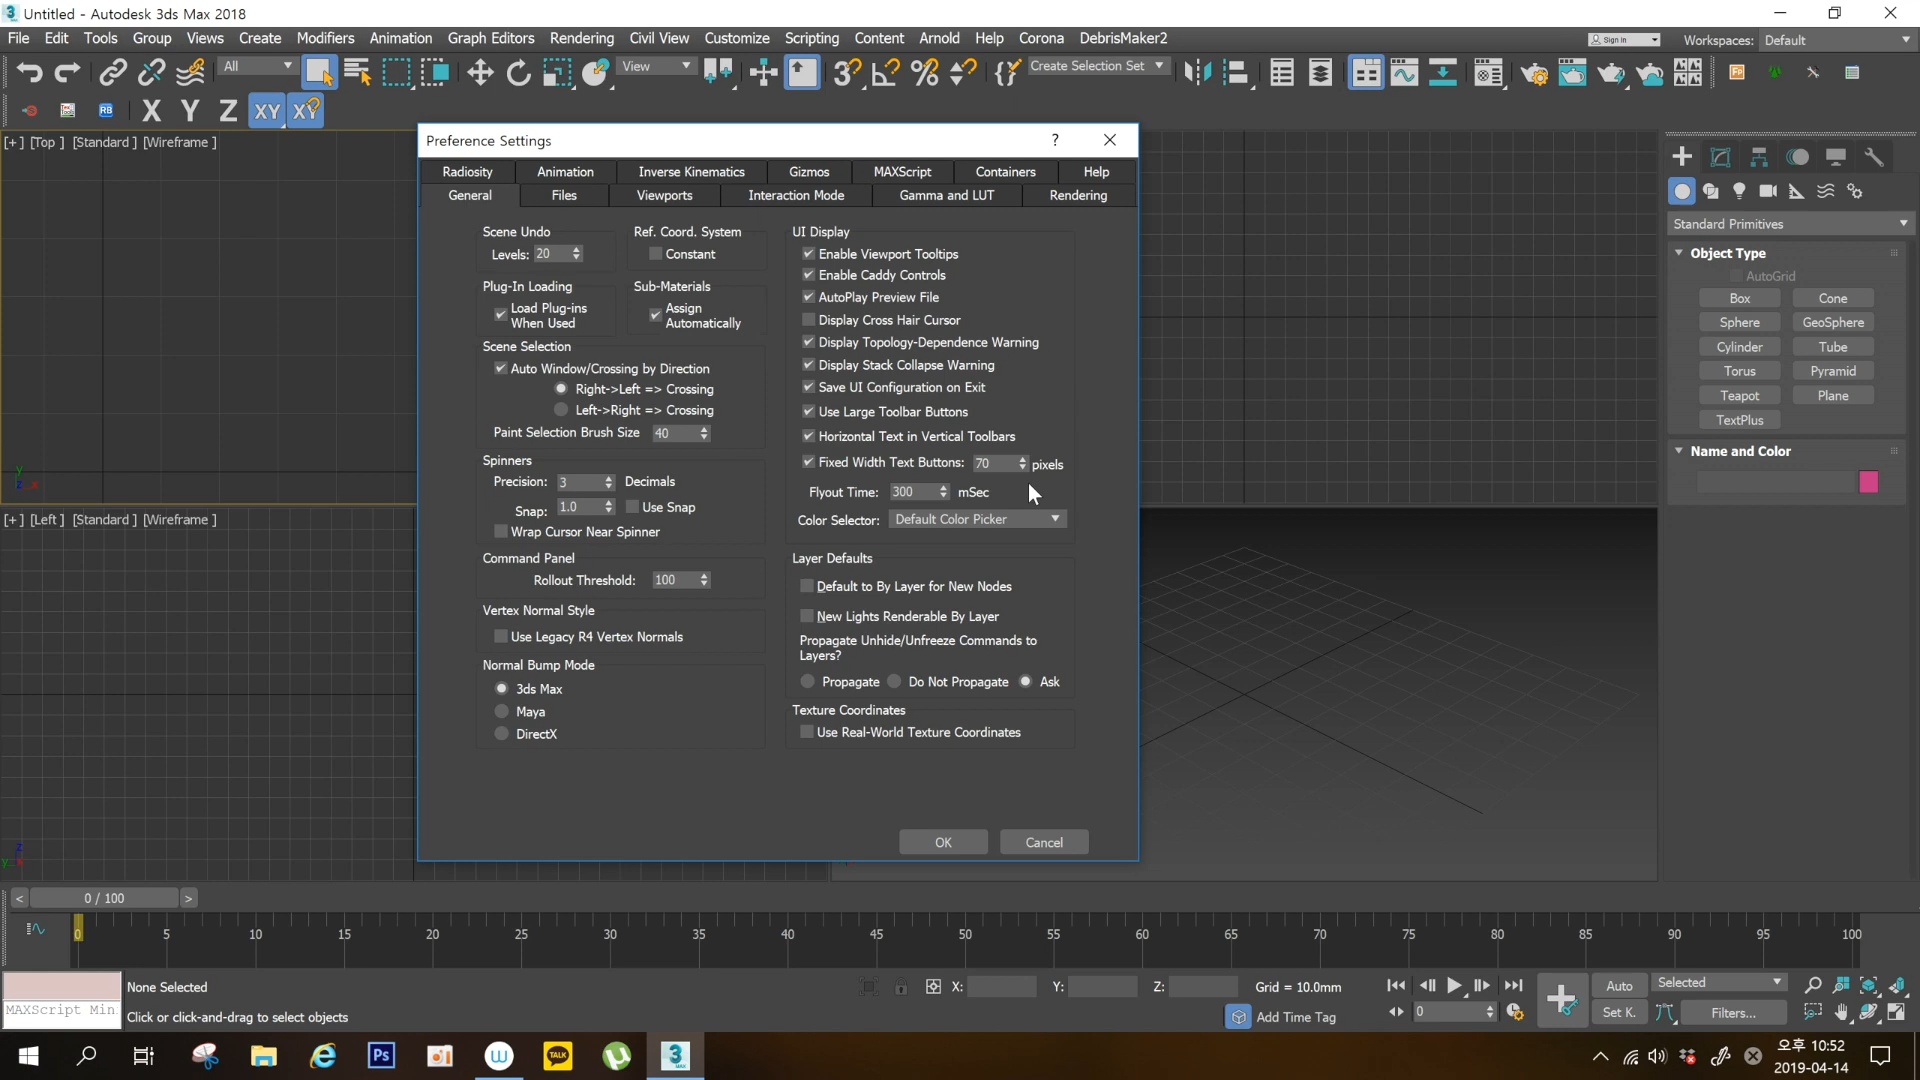 Untitled - Autodesk 3ds Max 2018
File Edit Tools Group Views Create Modifiers Animation Graph Editors Rendering Civil View Customize Scripting Content Arnold Help Corona DebrisMaker2
Sign In
Workspaces: Default
All
View
Create Selection Set
RB X Y Z XY XY
[+] [Top ] [Standard ] [Wireframe ]
Preference Settings
?
Radiosity Animation Inverse Kinematics Gizmos MAXScript Containers Help
General Files Viewports Interaction Mode Gamma and LUT Rendering
Scene Undo
Levels: 20
Ref. Coord. System
Constant
Plug-In Loading
Load Plug-ins
When Used
Sub-Materials
Assign
Automatically
Scene Selection
Auto Window/Crossing by Direction
Right->Left => Crossing
Left->Right => Crossing
Paint Selection Brush Size 40
Spinners
Precision: 3 Decimals
Snap: 1.0 Use Snap
Wrap Cursor Near Spinner
Command Panel
Rollout Threshold: 100
Vertex Normal Style
Use Legacy R4 Vertex Normals
Normal Bump Mode
3ds Max
Maya
DirectX
UI Display
Enable Viewport Tooltips
Enable Caddy Controls
AutoPlay Preview File
Display Cross Hair Cursor
Display Topology-Dependence Warning
Display Stack Collapse Warning
Save UI Configuration on Exit
Use Large Toolbar Buttons
Horizontal Text in Vertical Toolbars
Fixed Width Text Buttons: 70 pixels
Flyout Time: 300 mSec
Color Selector: Default Color Picker
Layer Defaults
Default to By Layer for New Nodes
New Lights Renderable By Layer
Propagate Unhide/Unfreeze Commands to
Layers?
Propagate Do Not Propagate Ask
Texture Coordinates
Use Real-World Texture Coordinates
OK Cancel
Standard Primitives
Object Type
AutoGrid
Box Cone
Sphere GeoSphere
Cylinder Tube
Torus Pyramid
Teapot Plane
TextPlus
Name and Color
y
z x
[+] [Left ] [Standard ] [Wireframe ]
z
y x
< 0 / 100 >
0 5 10 15 20 25 30 35 40 45 50 55 60 65 70 75 80 85 90 95 100
MAXScript Min
None Selected
Click or click-and-drag to select objects
X: Y: Z: Grid = 10.0mm
Add Time Tag
0
Auto Selected
Set K. Filters...
Ps
W
TALK
3
MAX
오후 10:52
2019-04-14